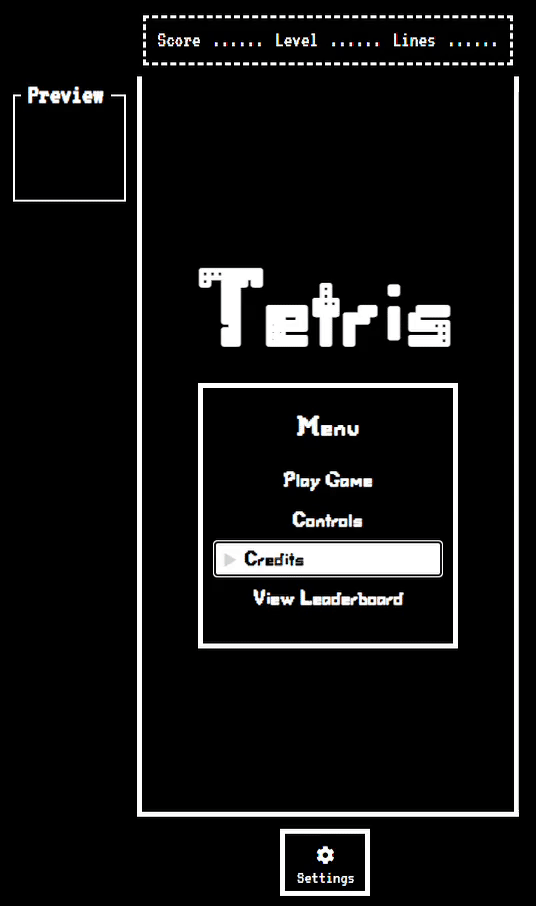 Score ...... Level ...... Lines ......
Preview
Tetris
Menu
Play Game
Controls
Credits
View Leaderboard
Settings